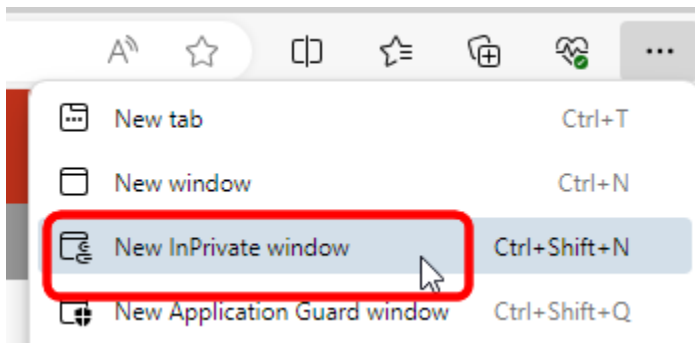 A
New tab Ctrl+T
New window Ctrl+N
New InPrivate window Ctrl+Shift+N
New Application Guard window Ctrl+Shift+Q